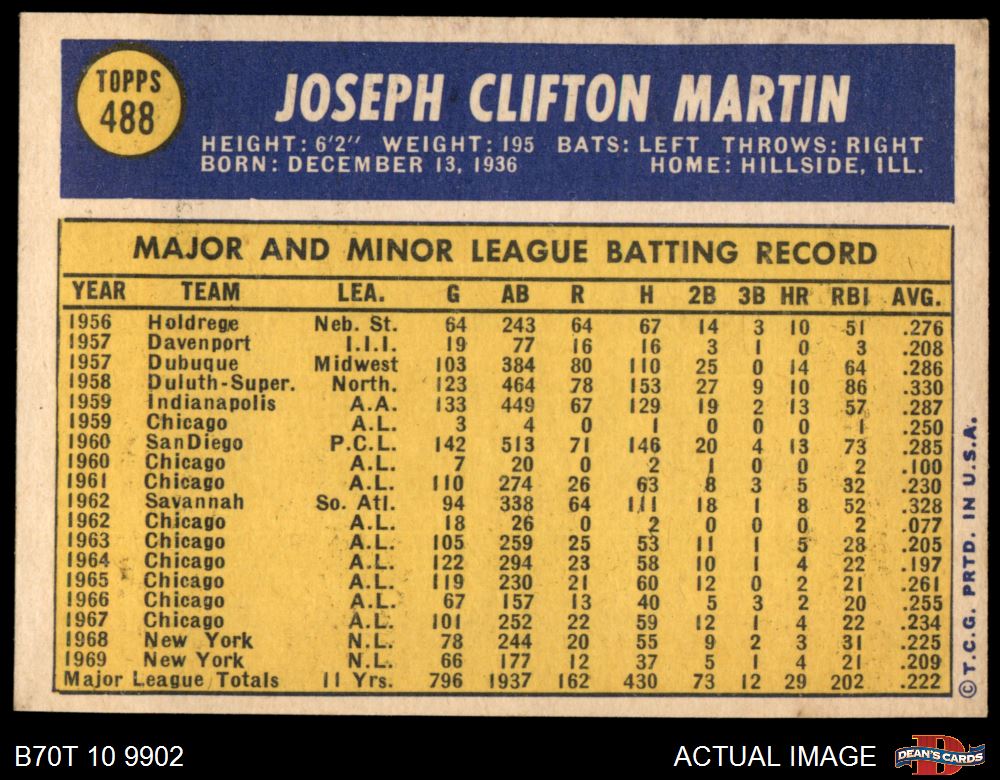 TOPPS
488
JOSEPH CLIFTON MARTIN
HEIGHT: 6'2" WEIGHT: 195 BATS: LEFT THROWS: RIGHT
BORN: DECEMBER 13, 1936 HOME: HILLSIDE, ILL.
MAJOR AND MINOR LEAGUE BATTING RECORD
YEAR TEAM LEA. G AB R H 2B 3B HR RBI AVG.
1956 Holdrege Neb. St. 64 243 64 67 14 3 10 51 .276
1957 Davenport I.I.I. 19 77 16 16 3 1 0 3 .208
1957 Dubuque Midwest 103 384 80 110 25 0 14 64 .286
1958 Duluth-Super. North. 123 464 78 153 27 9 10 86 .330
1959 Indianapolis A.A. 133 449 67 129 19 2 13 57 .287
1959 Chicago A.L. 3 4 0 1 0 0 0 1 .250
1960 San Diego P.C.L. 142 513 71 146 20 4 13 73 .285
1960 Chicago A.L. 7 20 0 2 1 0 0 2 .100
1961 Chicago A.L. 110 274 26 63 8 3 5 32 .230
1962 Savannah So. Atl. 94 338 64 111 18 1 8 52 .328
1962 Chicago A.L. 18 26 0 2 0 0 0 2 .077
1963 Chicago A.L. 105 259 25 53 11 1 5 28 .205
1964 Chicago A.L. 122 294 23 58 10 1 4 22 .197
1965 Chicago A.L. 119 230 21 60 12 0 2 21 .261
1966 Chicago A.L. 67 157 13 40 5 3 2 20 .255
1967 Chicago A.L. 101 252 22 59 12 1 4 22 .234
1968 New York N.L. 78 244 20 55 9 2 3 31 .225
1969 New York N.L. 66 177 12 37 5 1 4 21 .209
Major League Totals 11 Yrs. 796 1937 162 430 73 12 29 202 .222
© T.C.G. PRTD. IN U.S.A.
B70T 10 9902
ACTUAL IMAGE
D
DEAN'S CARDS